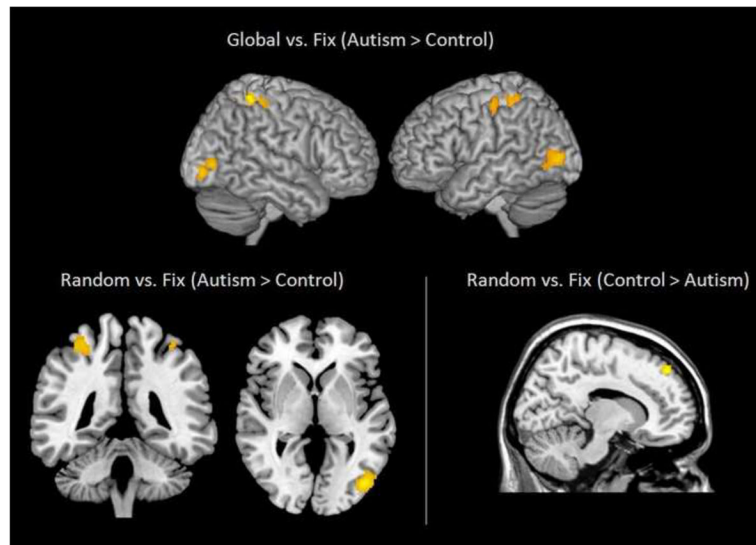 Global vs. Fix (Autism > Control)
Random vs. Fix (Autism > Control)
Random vs. Fix (Control > Autism)